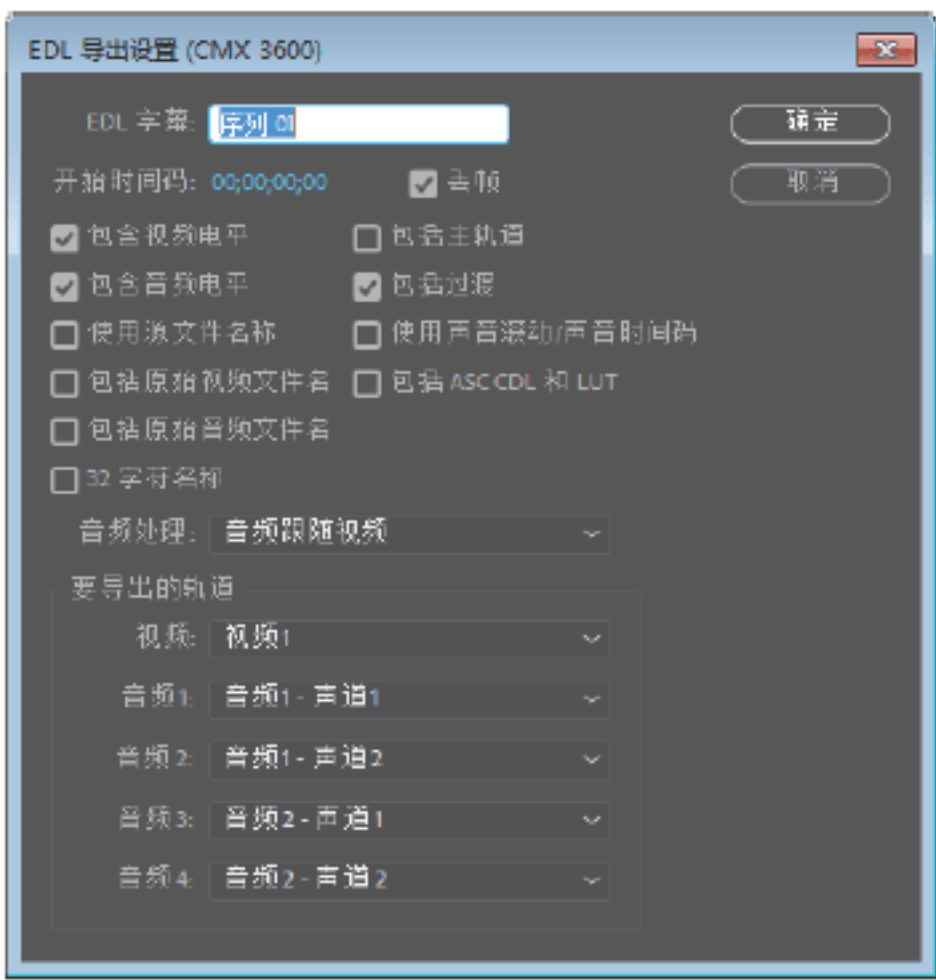 EDL 导出设置 (CMX 3600)
EDL 字幕: 序列 01 确定
开始时间码: 00;00;00;00 丢帧 取消
包含视频电平 包括主轨道
包含音频电平 包括过渡
使用源文件名称 使用声音滚动/声音时间码
包括原始视频文件名 包括 ASC CDL 和 LUT
包括原始音频文件名
32 字符名称
音频处理: 音频跟随视频
要导出的轨道
视频: 视频1
音频1: 音频1 - 声道1
音频2: 音频1 - 声道2
音频3: 音频2 - 声道1
音频4: 音频2 - 声道2